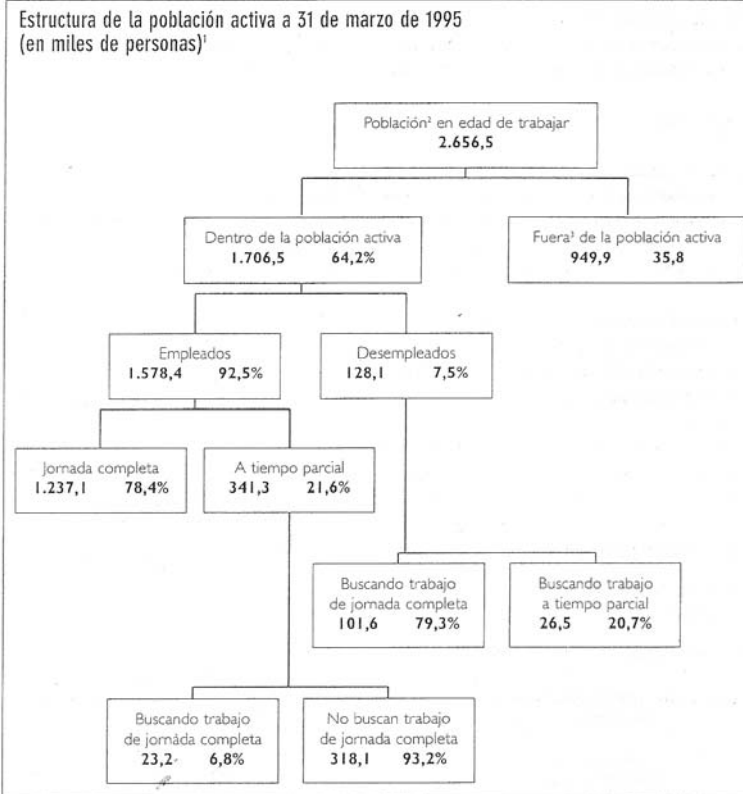 Estructura de la población activa a 31 de marzo de 1995
(en miles de personas)¹
Población² en edad de trabajar
2.656,5
Dentro de la población activa
1.706,5 64,2%
Fuera³ de la población activa
949,9 35,8
Empleados
1.578,4 92,5%
Desempleados
128,1 7,5%
Jornada completa
1.237,1 78,4%
A tiempo parcial
341,3 21,6%
Buscando trabajo
de jornada completa
101,6 79,3%
Buscando trabajo
a tiempo parcial
26,5 20,7%
Buscando trabajo
de jornada completa
23,2 6,8%
No buscan trabajo
de jornada completa
318,1 93,2%